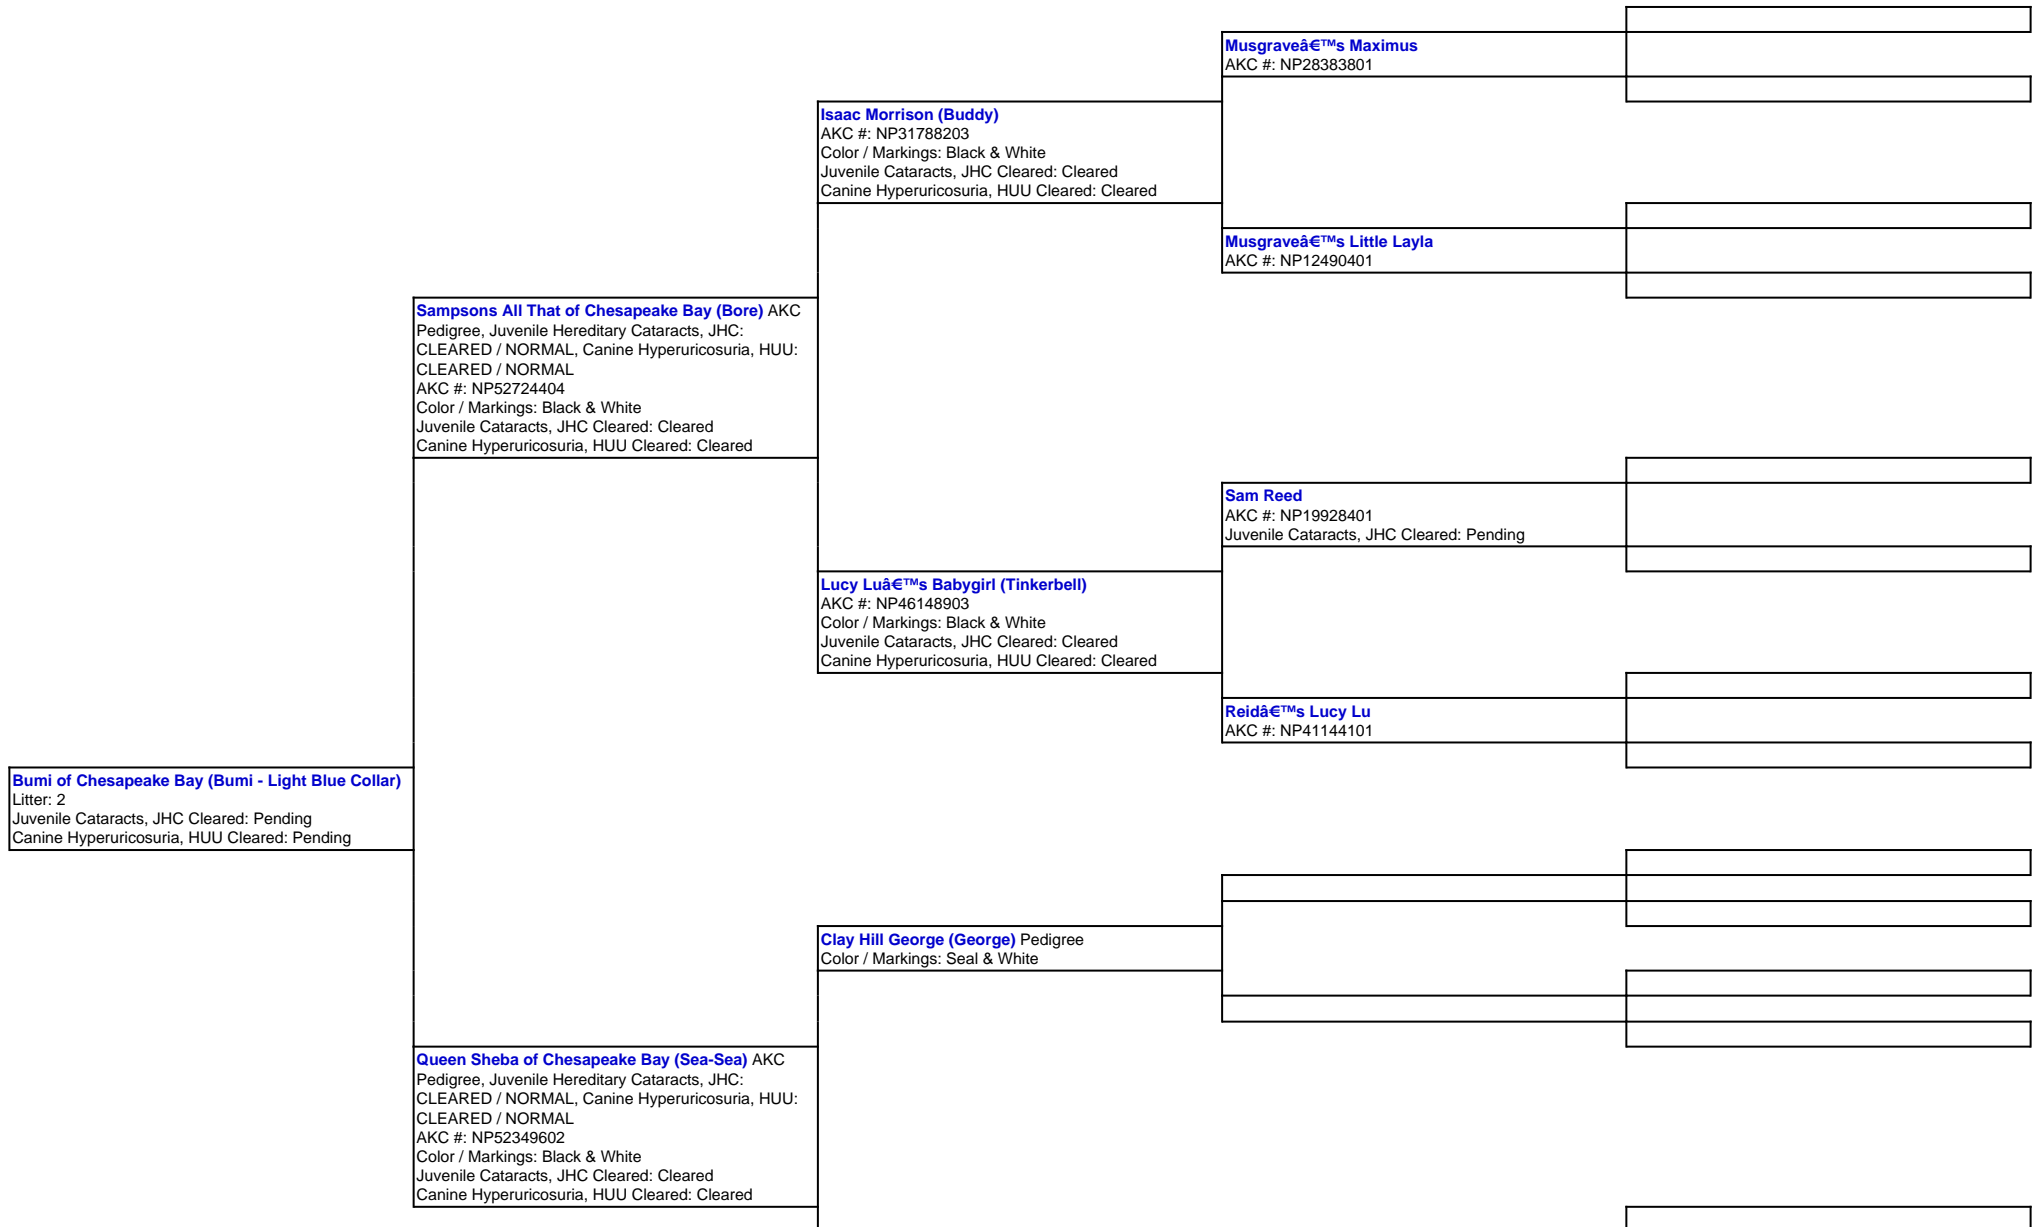 Musgraveâ€™s Maximus
AKC #: NP28383801
Isaac Morrison (Buddy)
AKC #: NP31788203
Color / Markings: Black & White
Juvenile Cataracts, JHC Cleared: Cleared
Canine Hyperuricosuria, HUU Cleared: Cleared
Musgraveâ€™s Little Layla
AKC #: NP12490401
Sampsons All That of Chesapeake Bay (Bore) AKC
Pedigree, Juvenile Hereditary Cataracts, JHC:
CLEARED / NORMAL, Canine Hyperuricosuria, HUU:
CLEARED / NORMAL
AKC #: NP52724404
Color / Markings: Black & White
Juvenile Cataracts, JHC Cleared: Cleared
Canine Hyperuricosuria, HUU Cleared: Cleared
Sam Reed
AKC #: NP19928401
Juvenile Cataracts, JHC Cleared: Pending
Lucy Luâ€™s Babygirl (Tinkerbell)
AKC #: NP46148903
Color / Markings: Black & White
Juvenile Cataracts, JHC Cleared: Cleared
Canine Hyperuricosuria, HUU Cleared: Cleared
Reidâ€™s Lucy Lu
AKC #: NP41144101
Bumi of Chesapeake Bay (Bumi - Light Blue Collar)
Litter: 2
Juvenile Cataracts, JHC Cleared: Pending
Canine Hyperuricosuria, HUU Cleared: Pending
Clay Hill George (George) Pedigree
Color / Markings: Seal & White
Queen Sheba of Chesapeake Bay (Sea-Sea) AKC
Pedigree, Juvenile Hereditary Cataracts, JHC:
CLEARED / NORMAL, Canine Hyperuricosuria, HUU:
CLEARED / NORMAL
AKC #: NP52349602
Color / Markings: Black & White
Juvenile Cataracts, JHC Cleared: Cleared
Canine Hyperuricosuria, HUU Cleared: Cleared